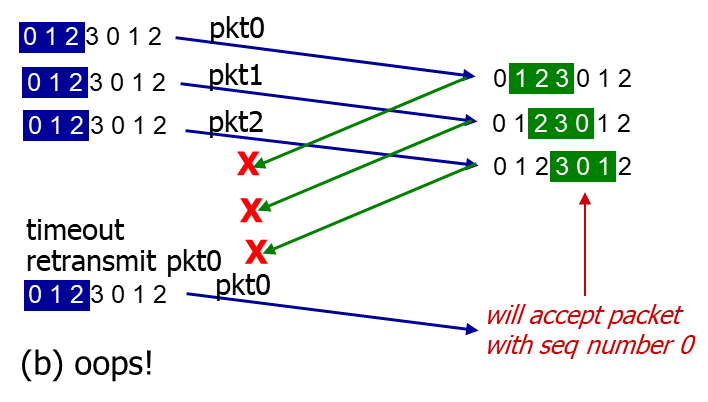 0 1 2 3 0 1 2
pkt0
0 1 2 3 0 1 2
0 1 2 3 0 1 2
pkt1
0 1 2 3 0 1 2
0 1 2 3 0 1 2
pkt2
0 1 2 3 0 1 2
X
X
X
timeout
retransmit pkt0
0 1 2 3 0 1 2
pkt0
will accept packet
with seq number 0
(b) oops!